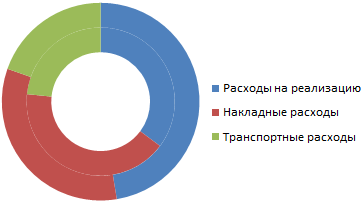 Расходы на реализацию
Накладные расходы
Транспортные расходы